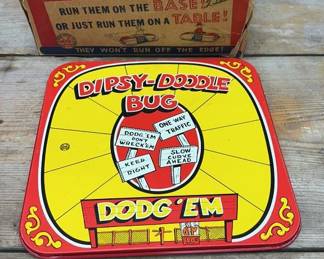 RUN THEM ON THE BASE!
OR JUST RUN THEM ON A TABLE!
THEY WON'T RUN OFF THE EDGE!
DIPSY-DOODLE
BUG
ONE WAY
TRAFFIC
DODG'EM
DON'T
WRECK'EM
SLOW
CURVE
AHEAD
KEEP
RIGHT
DODG'EM